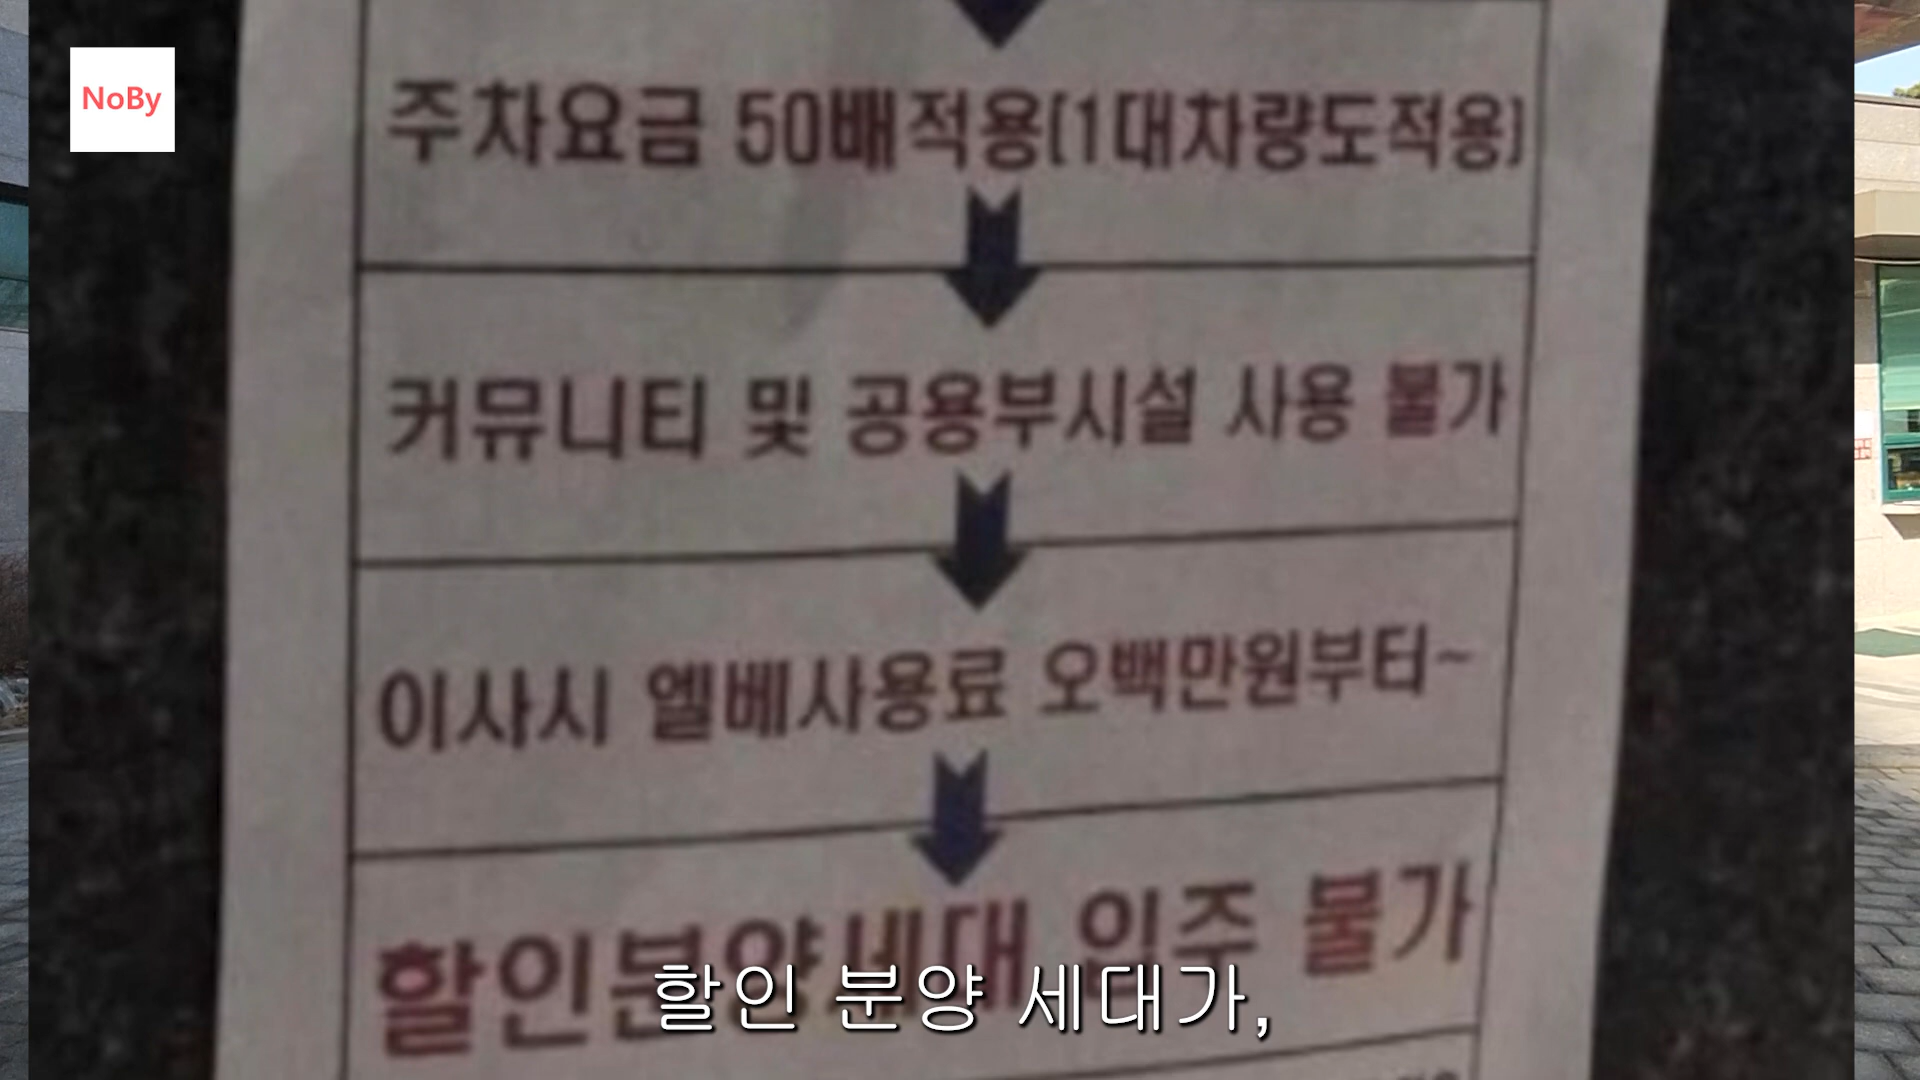 NoBy
주차요금 50배적용(1대차량도적용)
커뮤니티 및 공용부시설 사용 불가
이사시 엘베사용료 오백만원부터~
할인분양세대 입주 불가
할인 분양 세대가,